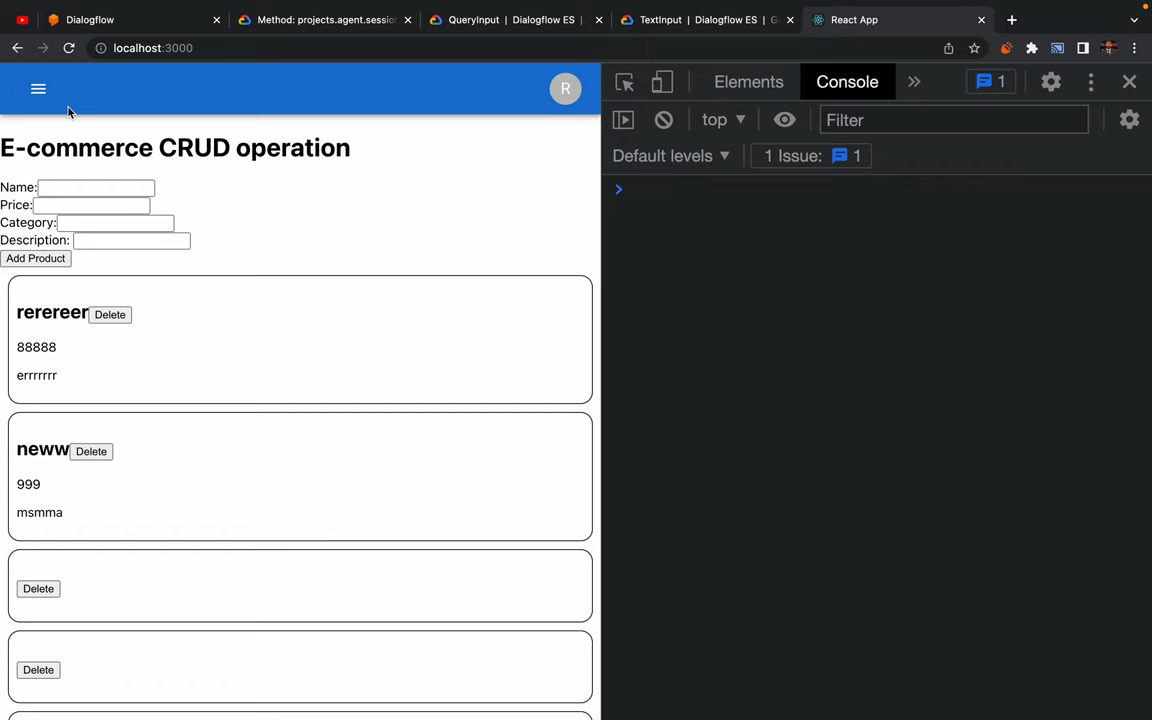 Dialogflow
Method: projects.agent.sessio
QueryInput | Dialogflow ES |
TextInput | Dialogflow ES | G
React App
localhost:3000
R
Elements
Console
1
top
Filter
Default levels
1 Issue:
1
E-commerce CRUD operation
Name:
Price:
Category:
Description:
Add Product
rerereer Delete
88888
errrrrrr
neww Delete
999
msmma
Delete
Delete